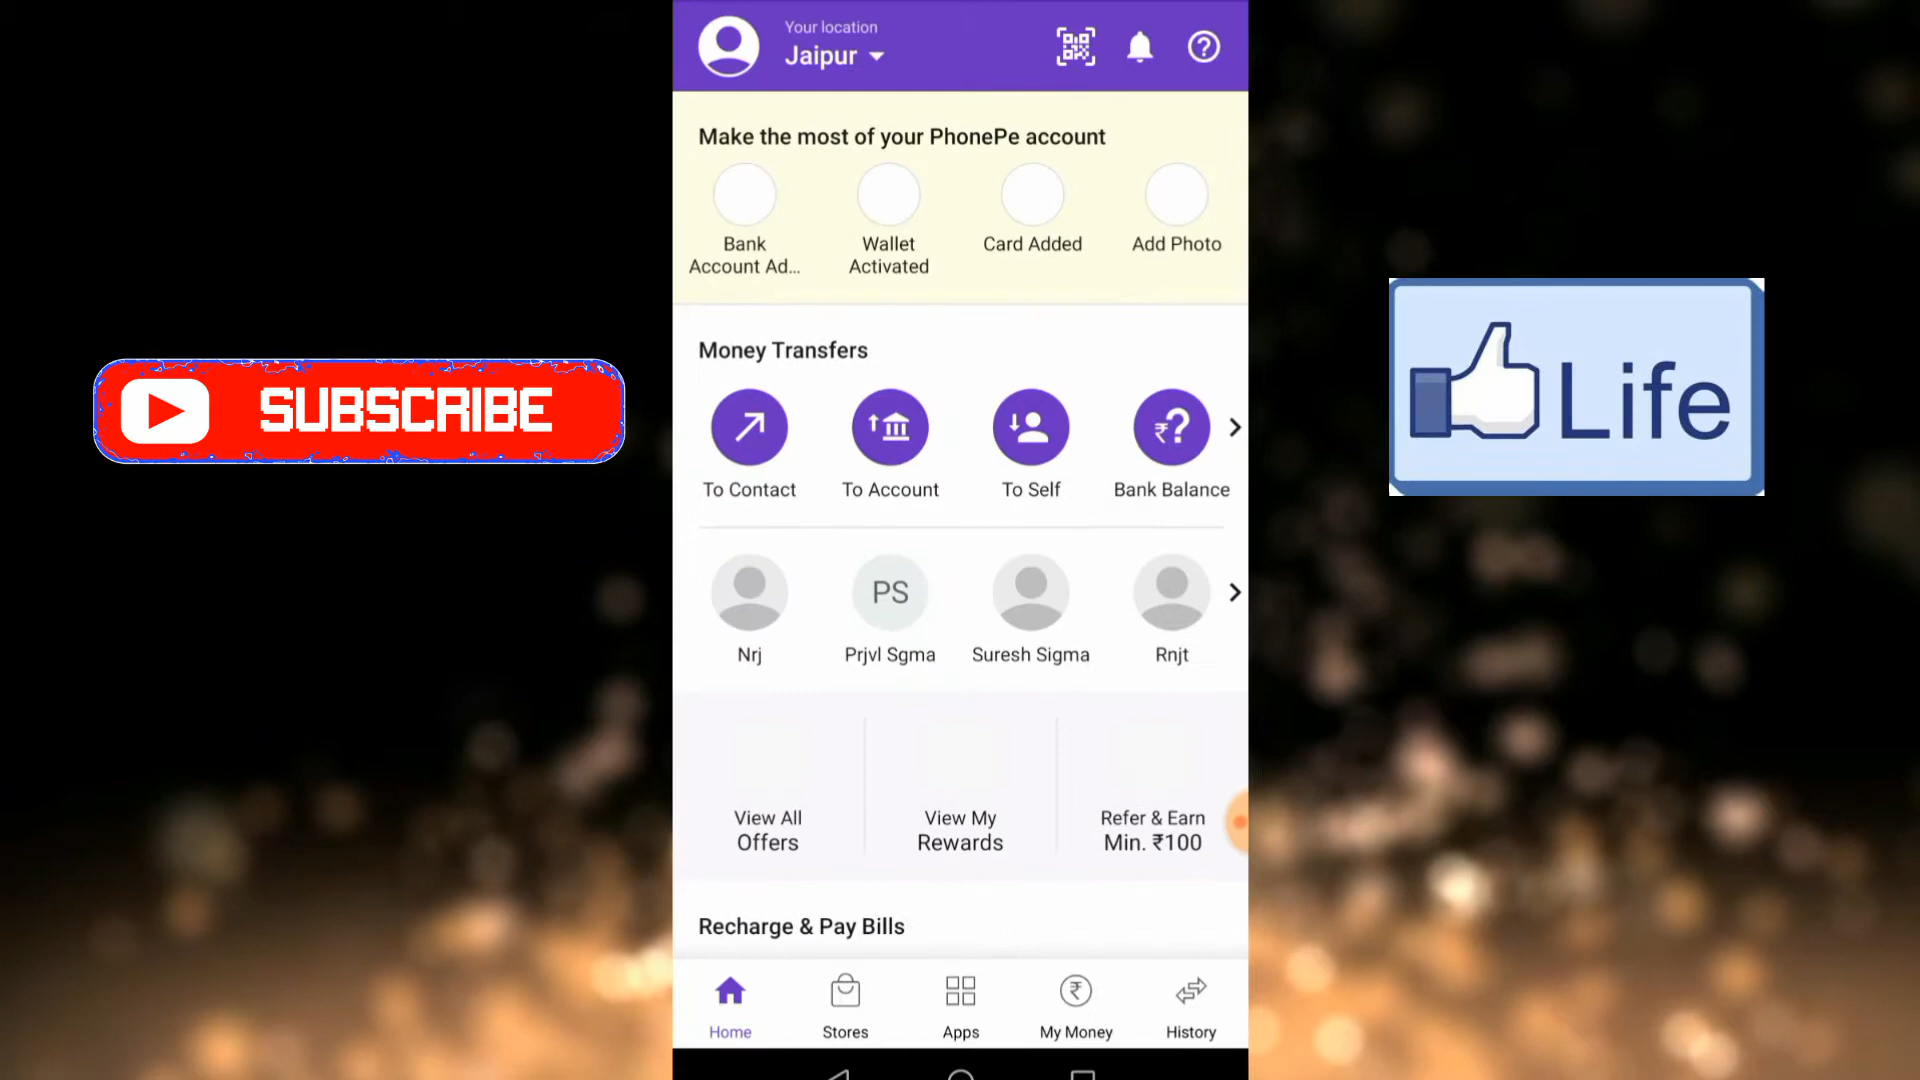 Your location
Jaipur
Make the most of your PhonePe account
Bank
Account Ad...
Wallet
Activated
Card Added
Add Photo
Money Transfers
To Contact
To Account
To Self
₹?
Bank Balance
Nrj
PS
Prjvl Sgma
Suresh Sigma
Rnjt
View All
Offers
View My
Rewards
Refer & Earn
Min. ₹100
Recharge & Pay Bills
Home
Stores
Apps
₹
My Money
History
SUBSCRIBE
Life